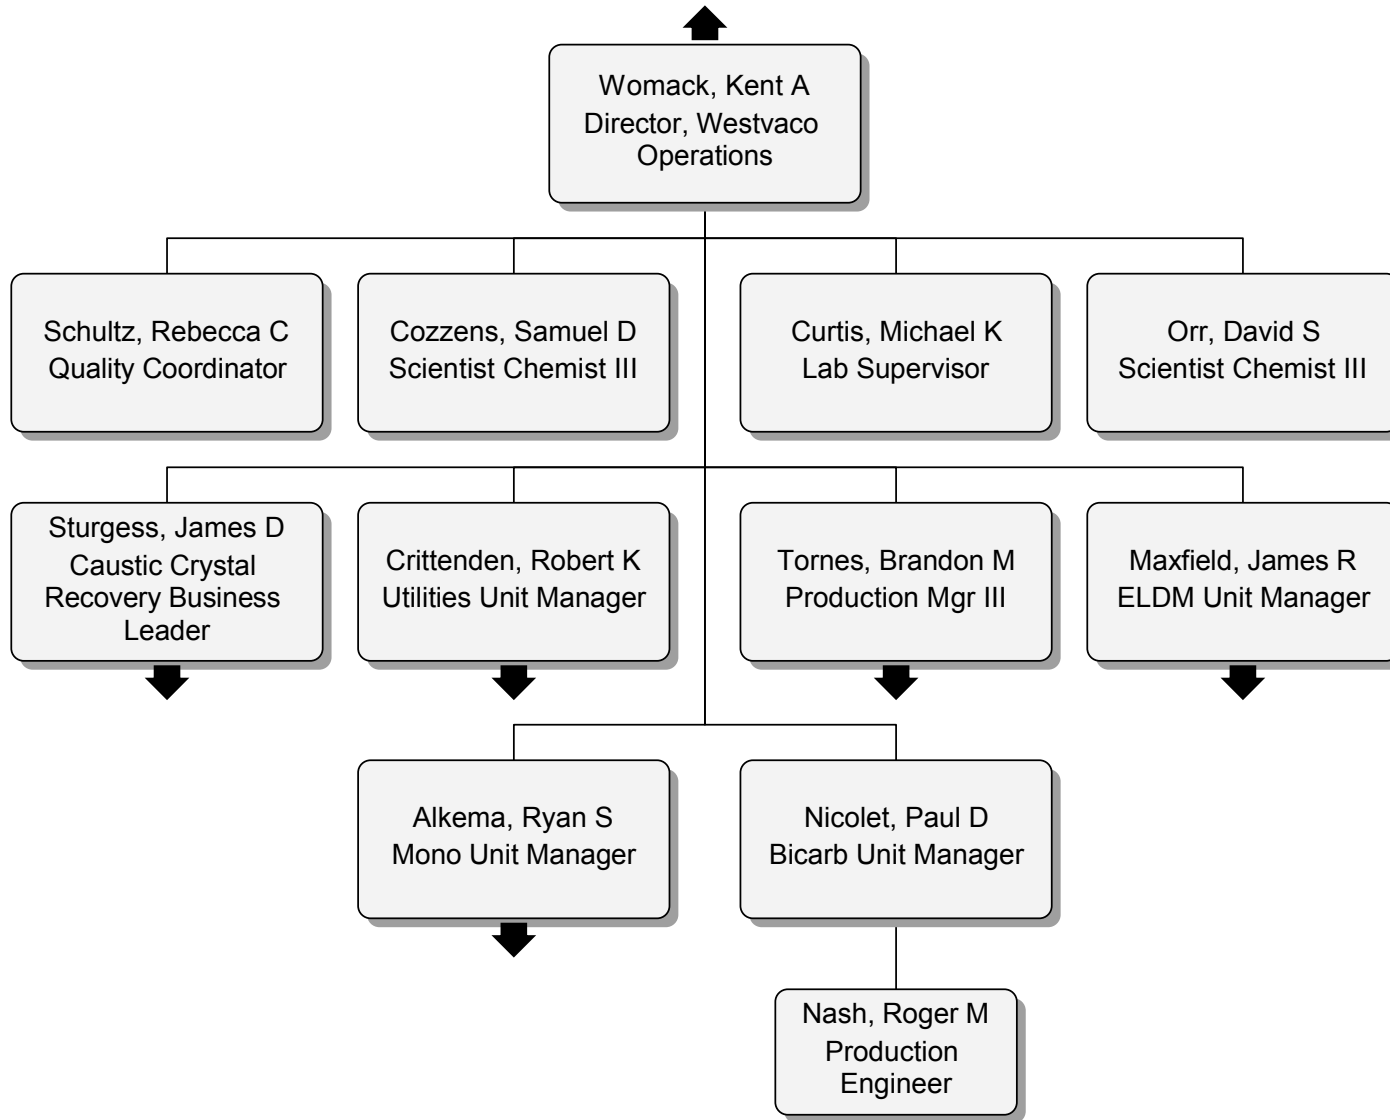 Womack, Kent A
Director, Westvaco
Operations
Schultz, Rebecca C
Quality Coordinator
Cozzens, Samuel D
Scientist Chemist III
Curtis, Michael K
Lab Supervisor
Orr, David S
Scientist Chemist III
Sturgess, James D
Caustic Crystal
Recovery Business
Leader
Crittenden, Robert K
Utilities Unit Manager
Tornes, Brandon M
Production Mgr III
Maxfield, James R
ELDM Unit Manager
Alkema, Ryan S
Mono Unit Manager
Nicolet, Paul D
Bicarb Unit Manager
Nash, Roger M
Production
Engineer